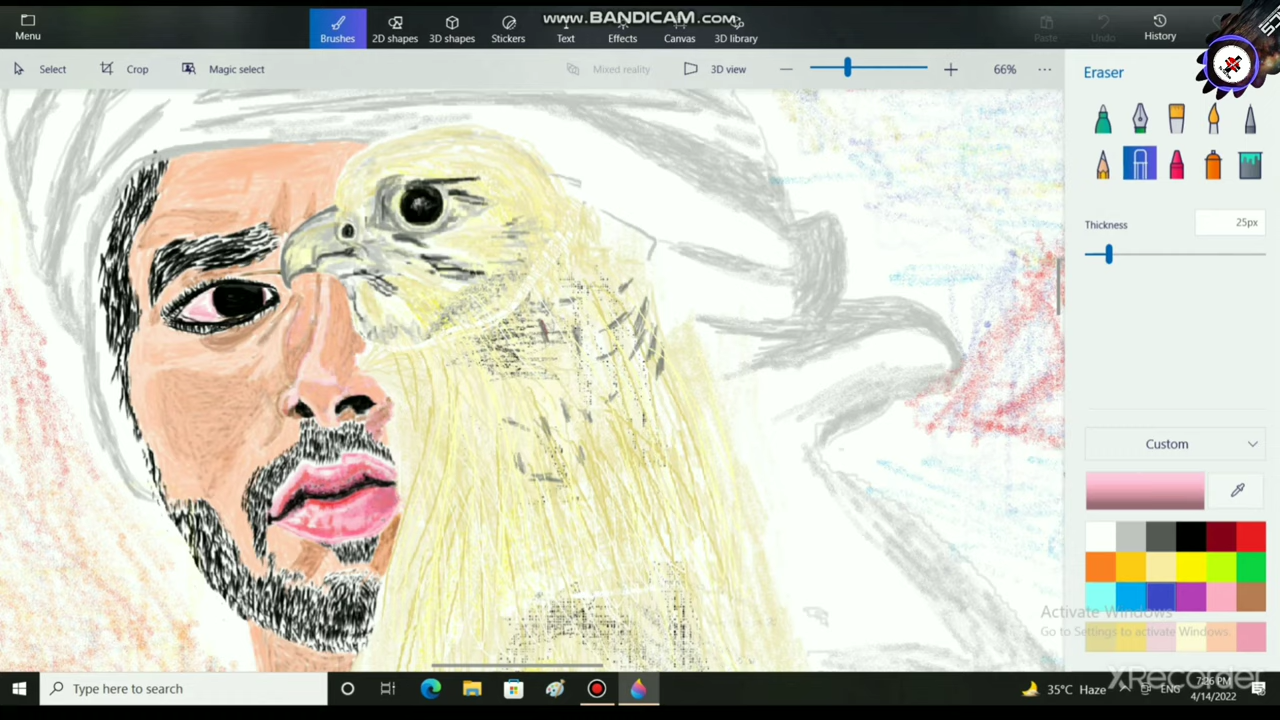 www.BANDICAM.com
Menu
Brushes
2D shapes
3D shapes
Stickers
Text
Effects
Canvas
3D library
Paste
Undo
History
Select
Crop
Magic select
Mixed reality
3D view
66%
Eraser
Thickness
25px
Custom
Activate Windows
Go to Settings to activate Windows.
XRecorder
Type here to search
35°C Haze
ENG
7:26 PM
4/14/2022